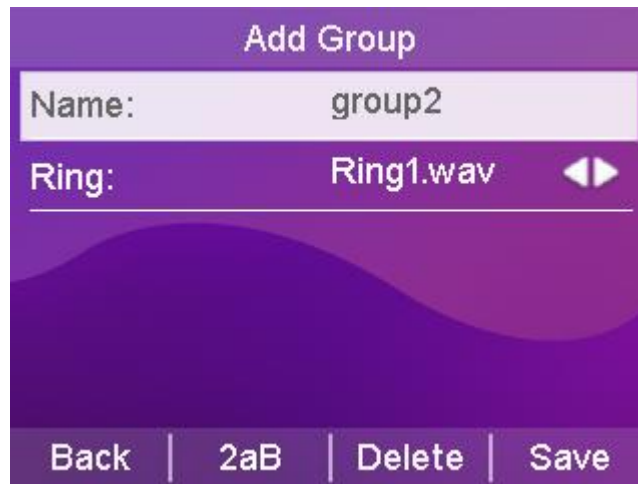 Add Group
Name: group2
Ring: Ring1.wav
Back | 2aB | Delete | Save